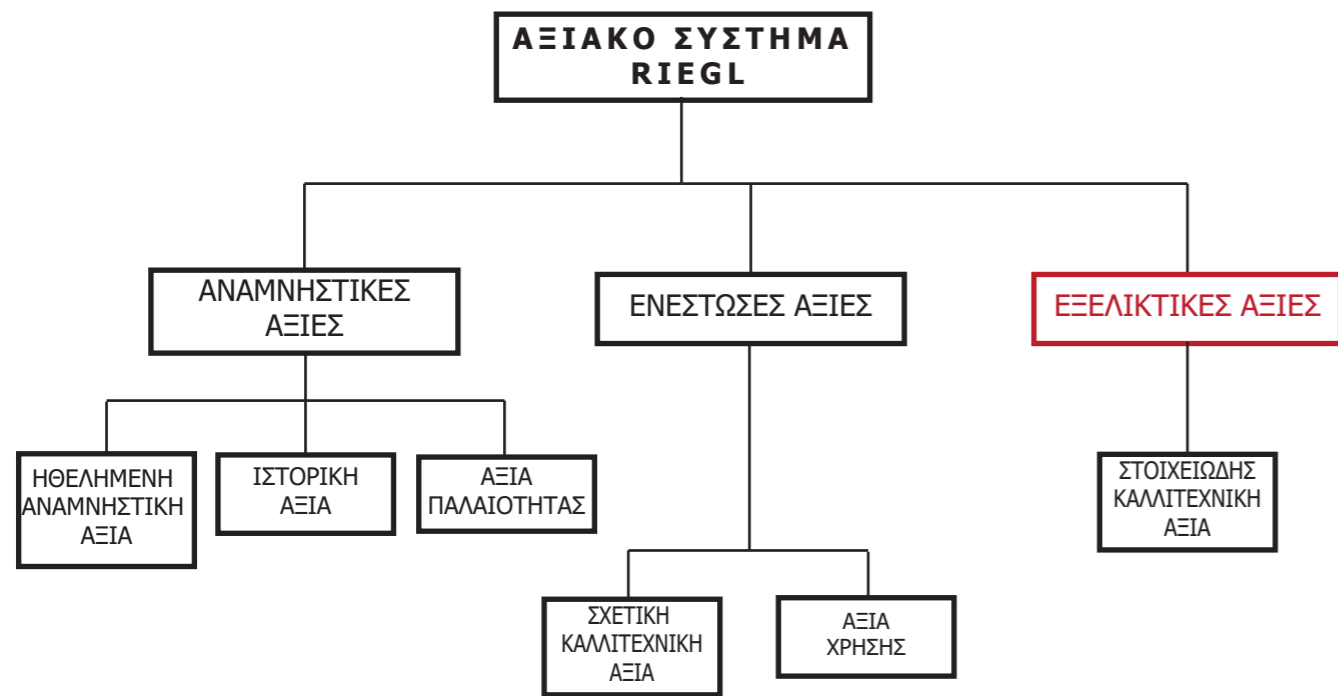 ΑΞΙΑΚΟ ΣΥΣΤΗΜΑ
RIEGL
ΑΝΑΜΝΗΣΤΙΚΕΣ
ΑΞΙΕΣ
ΕΝΕΣΤΩΣΕΣ ΑΞΙΕΣ
ΕΞΕΛΙΚΤΙΚΕΣ ΑΞΙΕΣ
ΗΘΕΛΗΜΕΝΗ
ΑΝΑΜΝΗΣΤΙΚΗ
ΑΞΙΑ
ΙΣΤΟΡΙΚΗ
ΑΞΙΑ
ΑΞΙΑ
ΠΑΛΑΙΟΤΗΤΑΣ
ΣΤΟΙΧΕΙΩΔΗΣ
ΚΑΛΛΙΤΕΧΝΙΚΗ
ΑΞΙΑ
ΣΧΕΤΙΚΗ
ΚΑΛΛΙΤΕΧΝΙΚΗ
ΑΞΙΑ
ΑΞΙΑ
ΧΡΗΣΗΣ